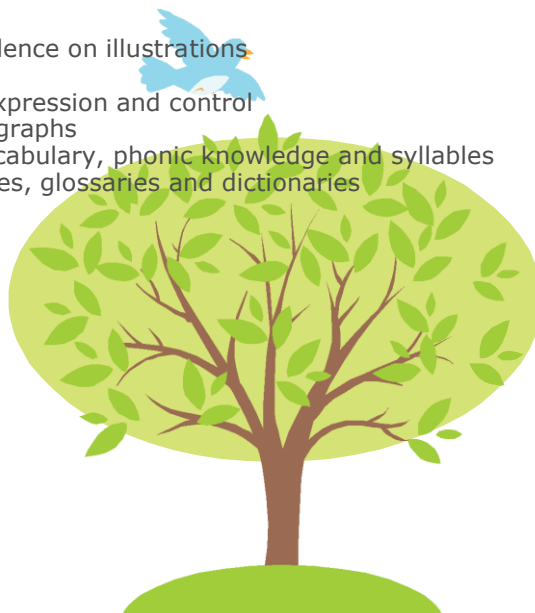 dence on illustrations
xpression and control
graphs
cabulary, phonic knowledge and syllables
es, glossaries and dictionaries